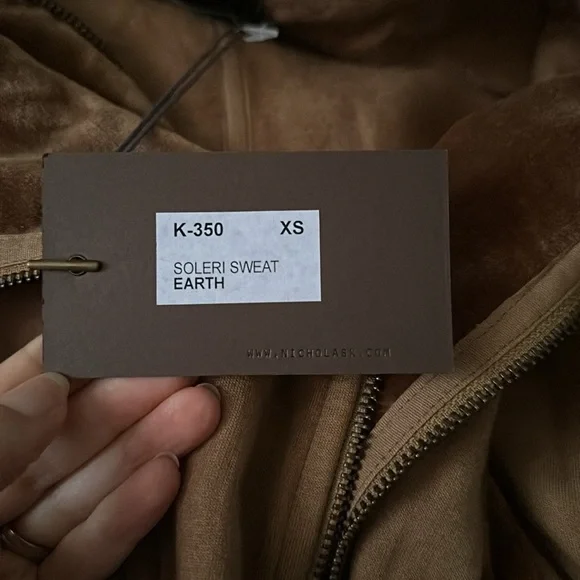 K-350 XS
SOLERI SWEAT
EARTH
WWW.NICHOLASK.COM